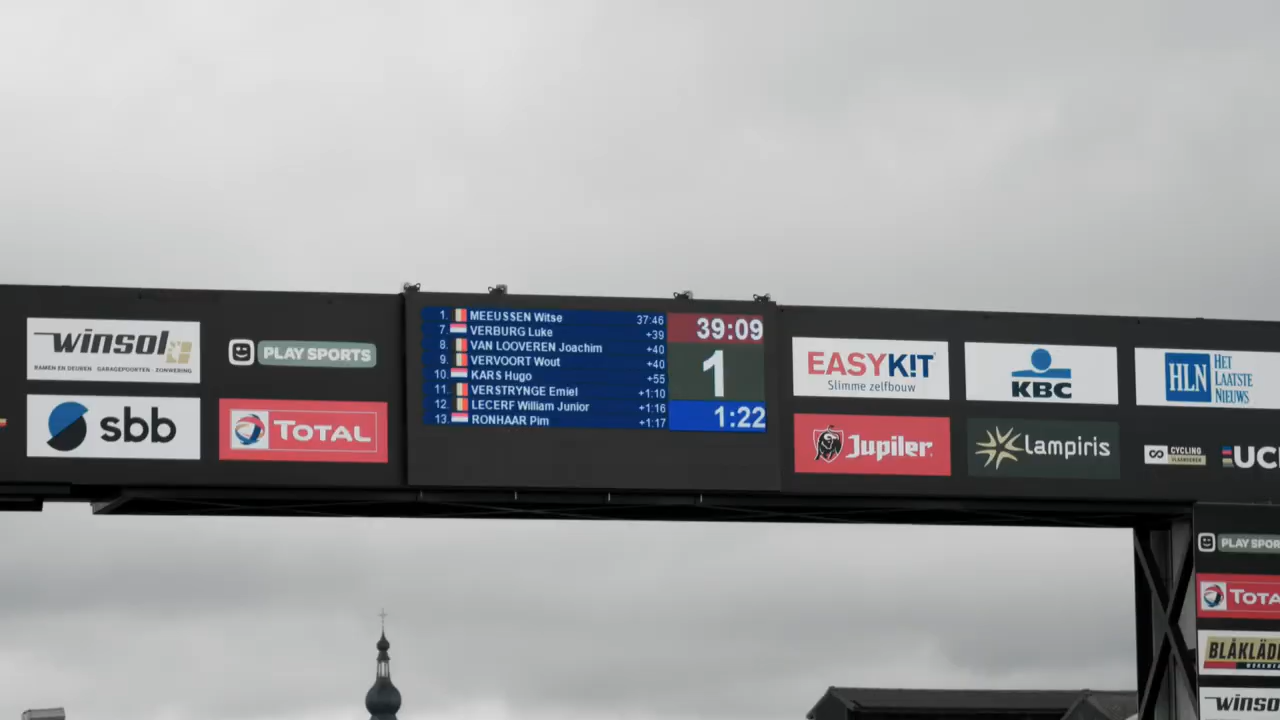 winsol
RAMEN EN DEUREN · GARAGEPOORTEN · ZONWERING
PLAY SPORTS
sbb
TOTAL
1. MEEUSSEN Witse 37:46
7. VERBURG Luke +39
8. VAN LOOVEREN Joachim +40
9. VERVOORT Wout +40
10. KARS Hugo +55
11. VERSTRYNGE Emiel +1:10
12. LECERF William Junior +1:16
13. RONHAAR Pim +1:17
39:09
1
1:22
EASYKIT
Slimme zelfbouw
KBC
HLN HET
LAATSTE
NIEUWS
Jupiler
Lampiris
CYCLING
VLAANDEREN
UCI
PLAY SPOR
TOTA
BLÅKLÄD
WORKWEAR
winso